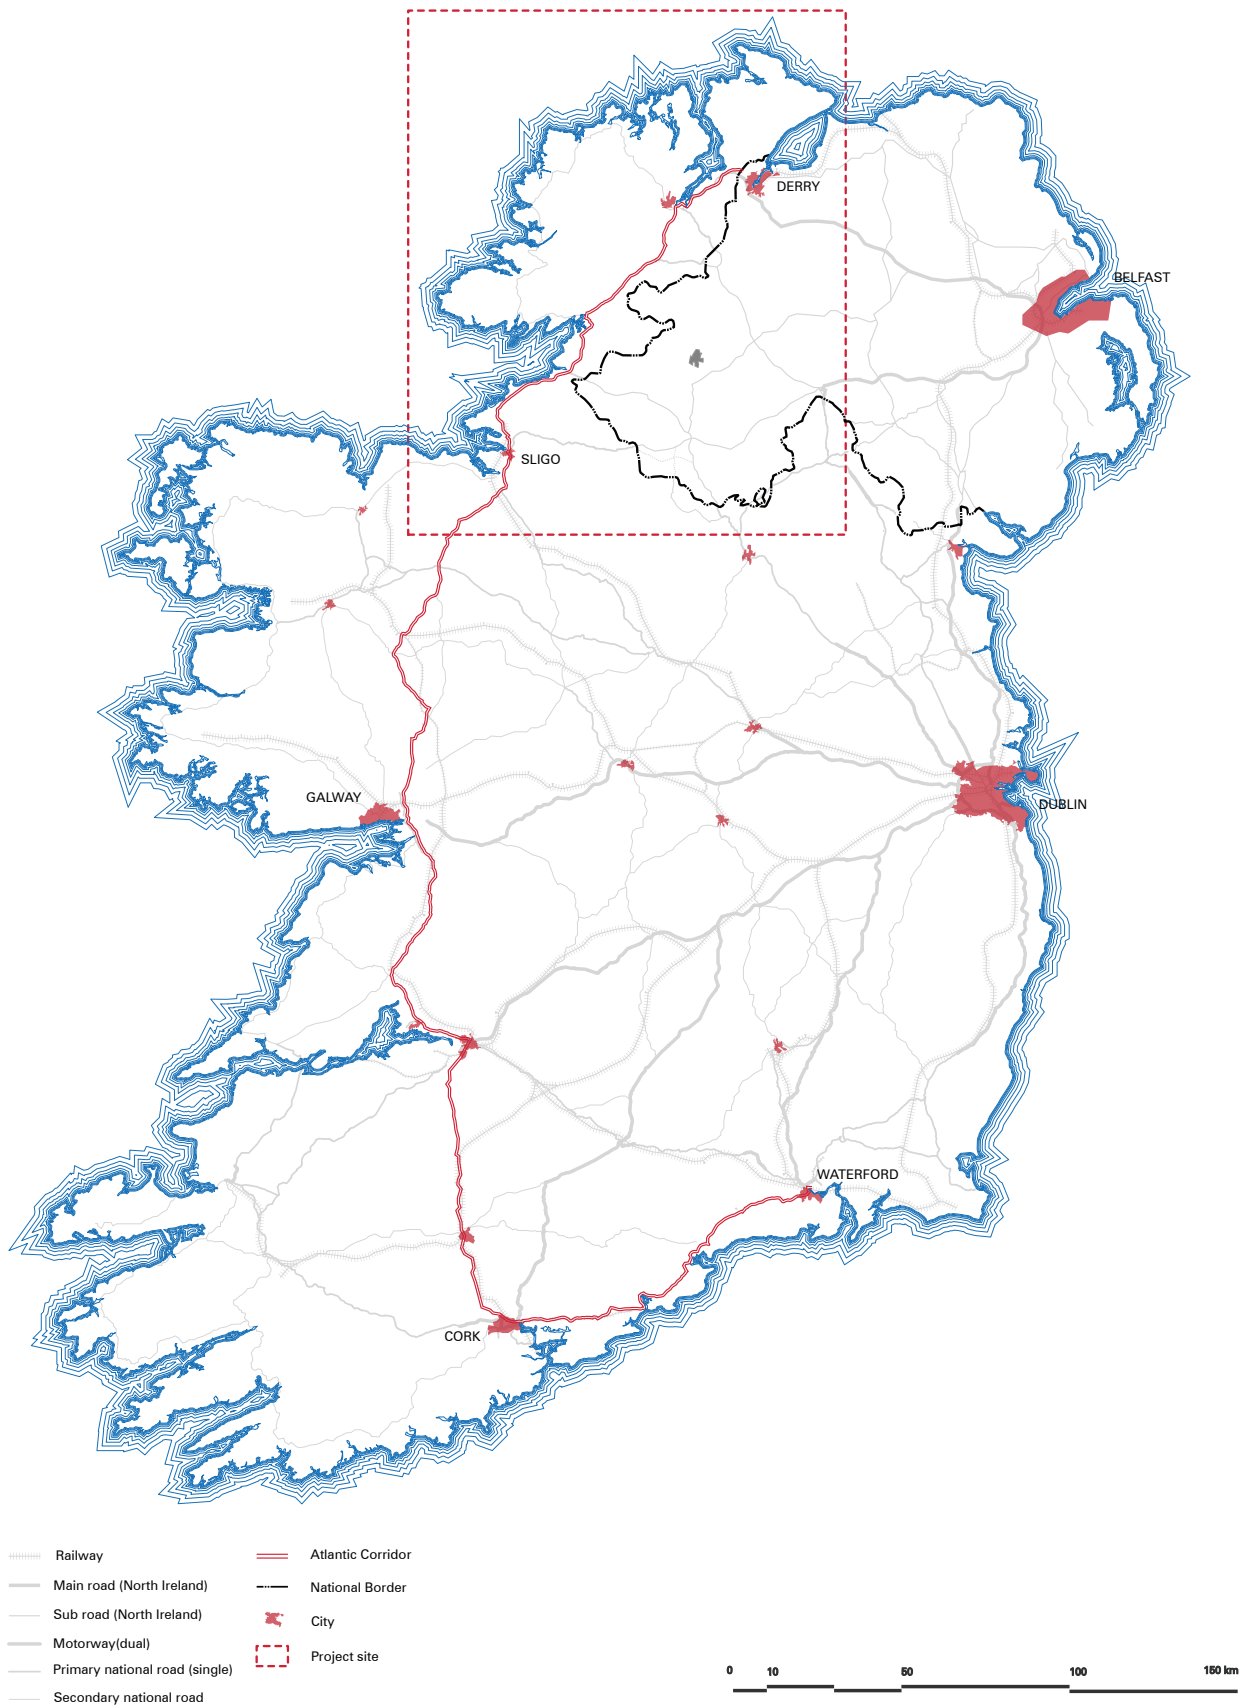 DERRY
BELFAST
SLIGO
GALWAY
DUBLIN
WATERFORD
CORK
Railway
Main road (North Ireland)
Sub road (North Ireland)
Motorway(dual)
Primary national road (single)
Secondary national road
Atlantic Corridor
National Border
City
Project site
0 10 50 100 150 km